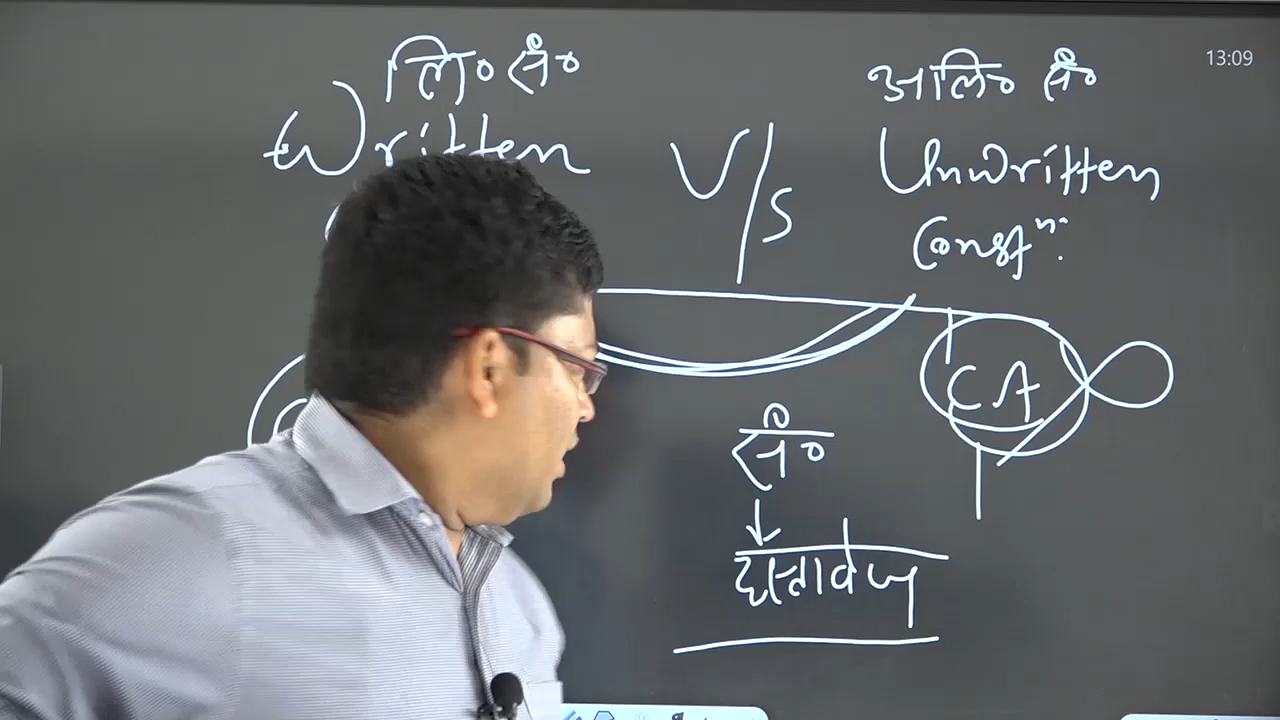 13:09
लि० सं०
Written
V/S
अलि० सं०
Unwritten
Constⁿ.
CA
सं०
दस्तावेज